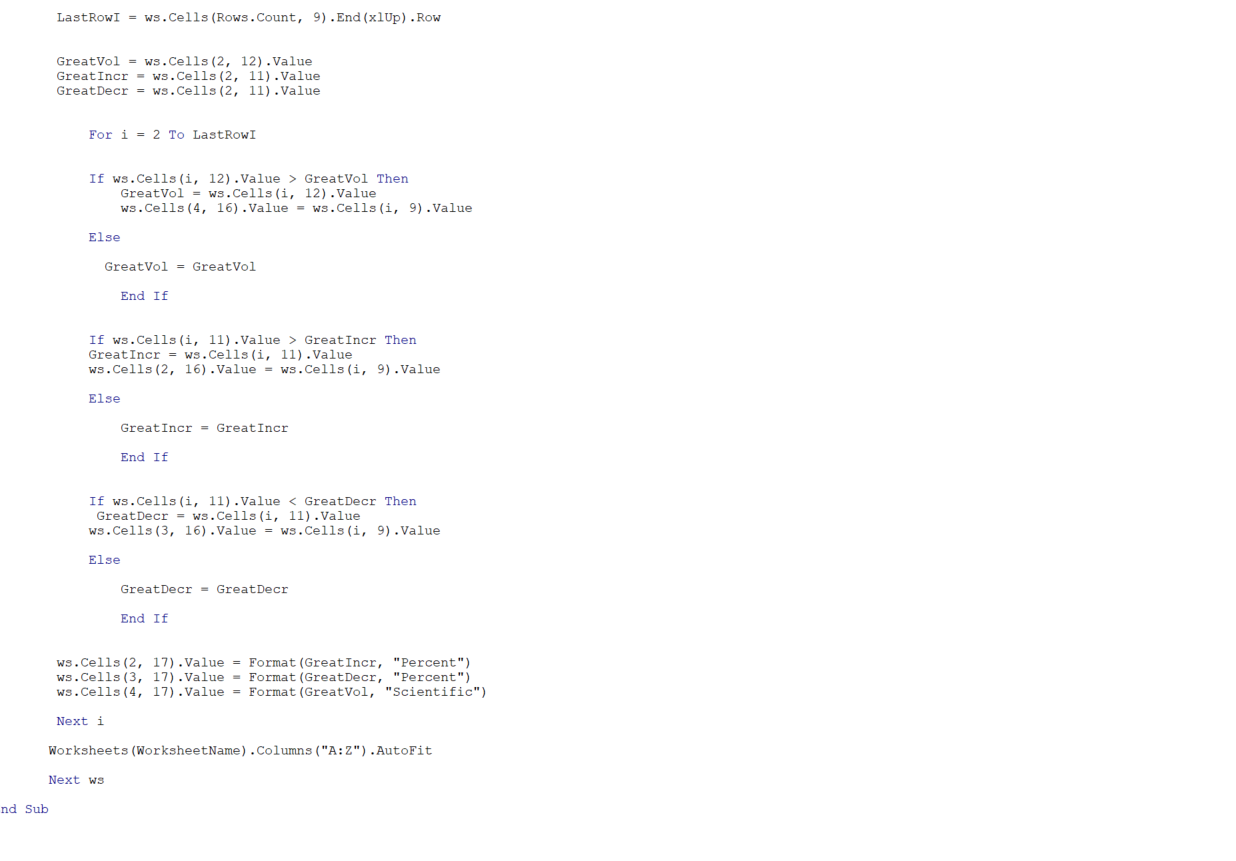 LastRowI = ws.Cells(Rows.Count, 9).End(xlUp).Row
GreatVol = ws.Cells(2, 12).Value
GreatIncr = ws.Cells(2, 11).Value
GreatDecr = ws.Cells(2, 11).Value
For i = 2 To LastRowI
If ws.Cells(i, 12).Value > GreatVol Then
GreatVol = ws.Cells(i, 12).Value
ws.Cells(4, 16).Value = ws.Cells(i, 9).Value
Else
GreatVol = GreatVol
End If
If ws.Cells(i, 11).Value > GreatIncr Then
GreatIncr = ws.Cells(i, 11).Value
ws.Cells(2, 16).Value = ws.Cells(i, 9).Value
Else
GreatIncr = GreatIncr
End If
If ws.Cells(i, 11).Value < GreatDecr Then
GreatDecr = ws.Cells(i, 11).Value
ws.Cells(3, 16).Value = ws.Cells(i, 9).Value
Else
GreatDecr = GreatDecr
End If
ws.Cells(2, 17).Value = Format(GreatIncr, "Percent")
ws.Cells(3, 17).Value = Format(GreatDecr, "Percent")
ws.Cells(4, 17).Value = Format(GreatVol, "Scientific")
Next i
Worksheets(WorksheetName).Columns("A:Z").AutoFit
Next ws
nd Sub